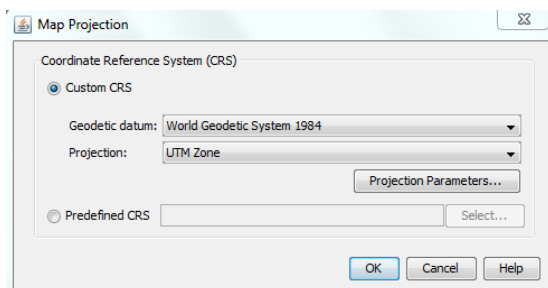 Map Projection
Coordinate Reference System (CRS)
Custom CRS
Geodetic datum: World Geodetic System 1984
Projection: UTM Zone
Projection Parameters...
Predefined CRS Select...
OK Cancel Help